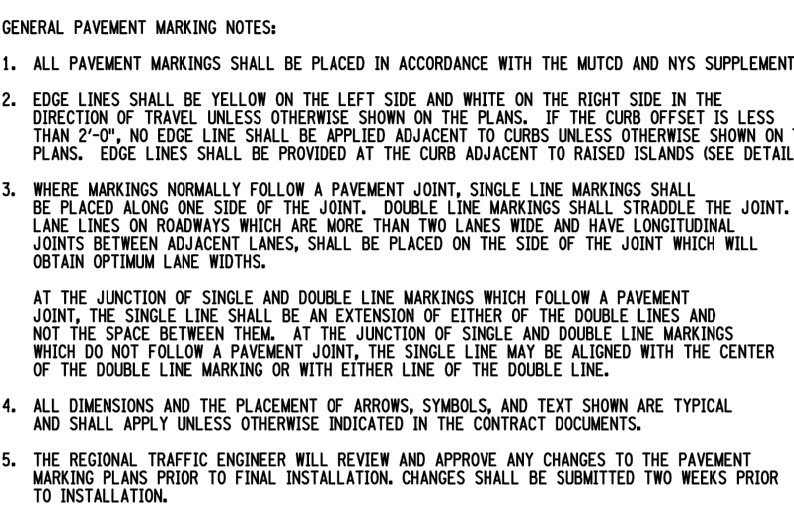 GENERAL PAVEMENT MARKING NOTES:
1. ALL PAVEMENT MARKINGS SHALL BE PLACED IN ACCORDANCE WITH THE MUTCD AND NYS SUPPLEMENT
2. EDGE LINES SHALL BE YELLOW ON THE LEFT SIDE AND WHITE ON THE RIGHT SIDE IN THE
DIRECTION OF TRAVEL UNLESS OTHERWISE SHOWN ON THE PLANS. IF THE CURB OFFSET IS LESS
THAN 2'-0", NO EDGE LINE SHALL BE APPLIED ADJACENT TO CURBS UNLESS OTHERWISE SHOWN ON
PLANS. EDGE LINES SHALL BE PROVIDED AT THE CURB ADJACENT TO RAISED ISLANDS (SEE DETAIL
3. WHERE MARKINGS NORMALLY FOLLOW A PAVEMENT JOINT, SINGLE LINE MARKINGS SHALL
BE PLACED ALONG ONE SIDE OF THE JOINT. DOUBLE LINE MARKINGS SHALL STRADDLE THE JOINT.
LANE LINES ON ROADWAYS WHICH ARE MORE THAN TWO LANES WIDE AND HAVE LONGITUDINAL
JOINTS BETWEEN ADJACENT LANES, SHALL BE PLACED ON THE SIDE OF THE JOINT WHICH WILL
OBTAIN OPTIMUM LANE WIDTHS.
AT THE JUNCTION OF SINGLE AND DOUBLE LINE MARKINGS WHICH FOLLOW A PAVEMENT
JOINT, THE SINGLE LINE SHALL BE AN EXTENSION OF EITHER OF THE DOUBLE LINES AND
NOT THE SPACE BETWEEN THEM. AT THE JUNCTION OF SINGLE AND DOUBLE LINE MARKINGS
WHICH DO NOT FOLLOW A PAVEMENT JOINT, THE SINGLE LINE MAY BE ALIGNED WITH THE CENTER
OF THE DOUBLE LINE MARKING OR WITH EITHER LINE OF THE DOUBLE LINE.
4. ALL DIMENSIONS AND THE PLACEMENT OF ARROWS, SYMBOLS, AND TEXT SHOWN ARE TYPICAL
AND SHALL APPLY UNLESS OTHERWISE INDICATED IN THE CONTRACT DOCUMENTS.
5. THE REGIONAL TRAFFIC ENGINEER WILL REVIEW AND APPROVE ANY CHANGES TO THE PAVEMENT
MARKING PLANS PRIOR TO FINAL INSTALLATION. CHANGES SHALL BE SUBMITTED TWO WEEKS PRIOR
TO INSTALLATION.